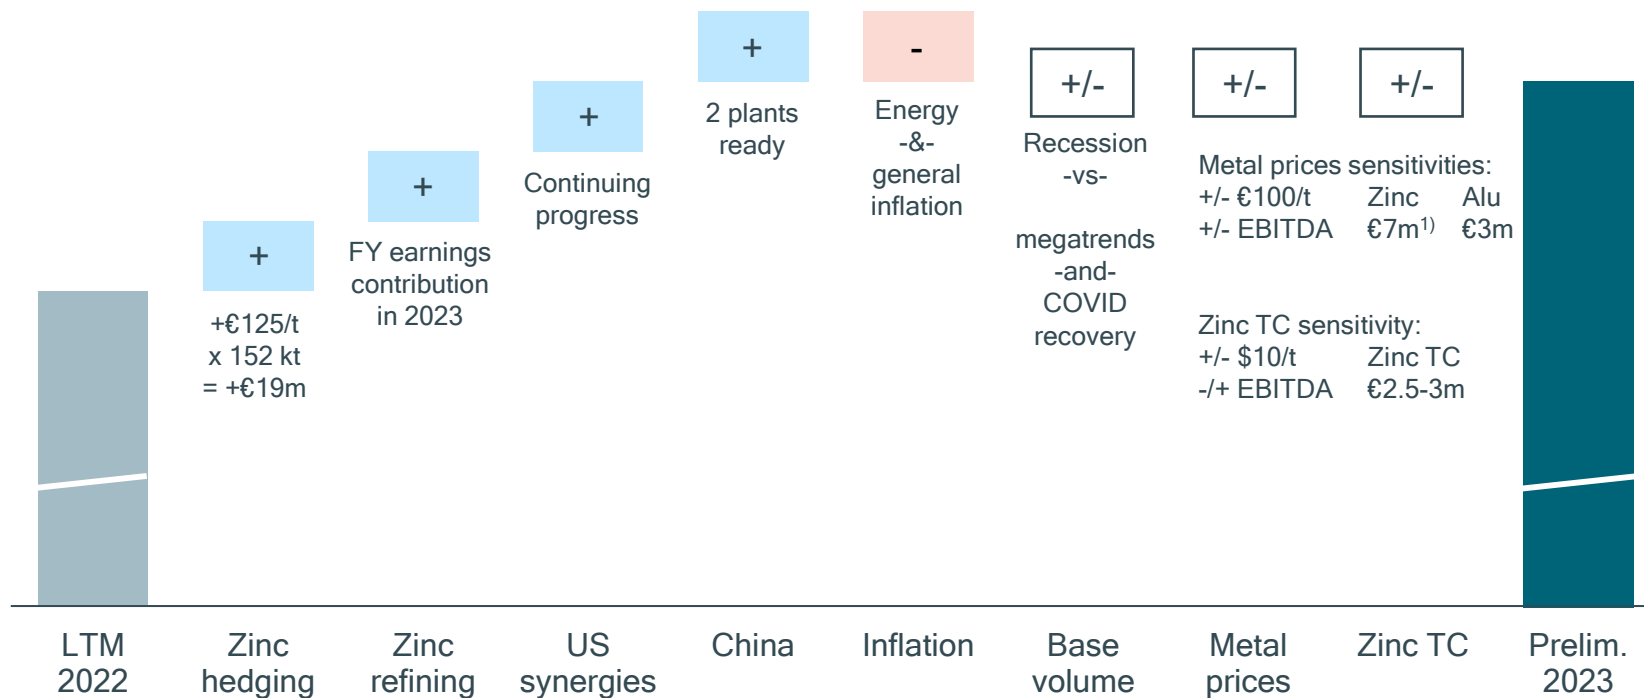 +
+€125/t
x 152 kt
= +€19m
+
FY earnings
contribution
in 2023
+
Continuing
progress
+
2 plants
ready
-
Energy
-&-
general
inflation
+/-
Recession
-vs-
megatrends
-and-
COVID
recovery
+/-
+/-
Metal prices sensitivities:
+/- €100/t Zinc Alu
+/- EBITDA €7m1) €3m
Zinc TC sensitivity:
+/- $10/t Zinc TC
-/+ EBITDA €2.5-3m
LTM
2022
Zinc
hedging
Zinc
refining
US
synergies
China
Inflation
Base
volume
Metal
prices
Zinc TC
Prelim.
2023